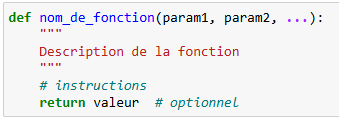 def nom_de_fonction(param1, param2, ...):
    """
    Description de la fonction
    """
    # instructions
    return valeur  # optionnel